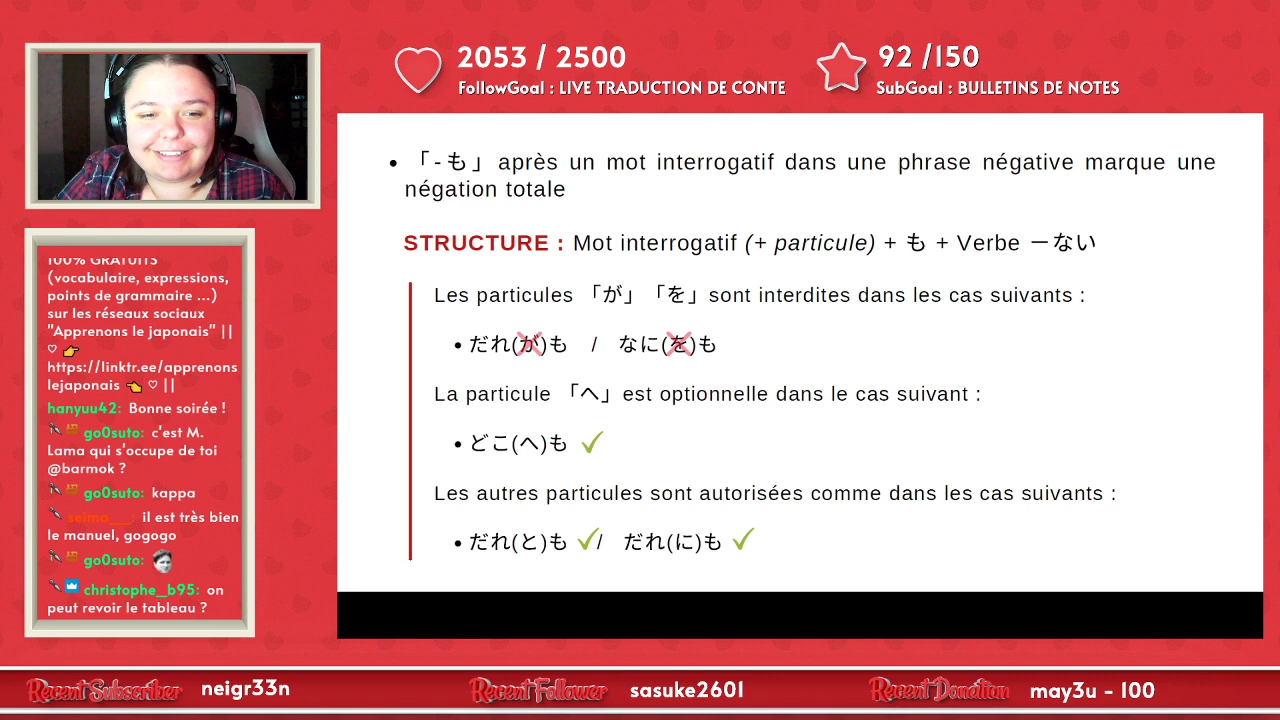 2053 / 2500
FollowGoal : LIVE TRADUCTION DE CONTE
92 /150
SubGoal : BULLETINS DE NOTES
• 「-も」 après un mot interrogatif dans une phrase négative marque une
négation totale
STRUCTURE : Mot interrogatif (+ particule) + も + Verbe ーない
Les particules 「が」「を」sont interdites dans les cas suivants :
• だれ(が)も / なに(を)も
La particule 「へ」est optionnelle dans le cas suivant :
• どこ(へ)も ✓
Les autres particules sont autorisées comme dans les cas suivants :
• だれ(と)も ✓/ だれ(に)も ✓
100% GRATUITS
(vocabulaire, expressions,
points de grammaire ...)
sur les réseaux sociaux
"Apprenons le japonais" ||
♡ 👉
https://linktr.ee/apprenons
lejaponais 👈 ♡ ||
hanyuu42: Bonne soirée !
go0suto: c'est M.
Lama qui s'occupe de toi
@barmok ?
go0suto: kappa
seima___: il est très bien
le manuel, gogogo
go0suto:
christophe_b95: on
peut revoir le tableau ?
Recent Subscriber neigr33n
Recent Follower sasuke2601
Recent Donation may3u - 100